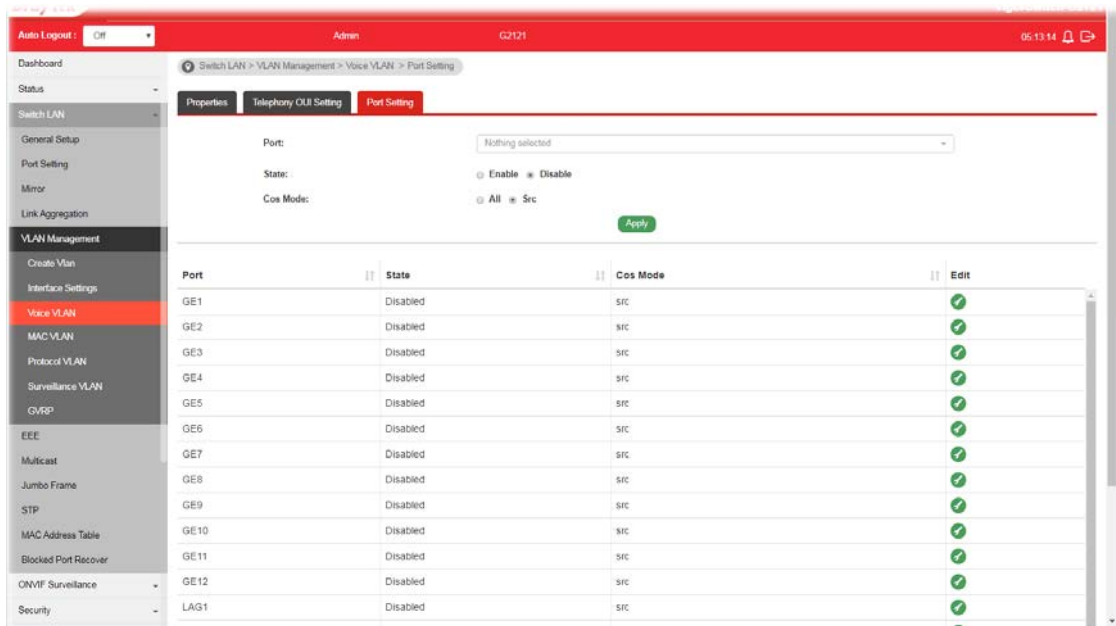 Auto Logout : Off Admin G2121 05:13:14
Dashboard
Status
Switch LAN
General Setup
Port Setting
Mirror
Link Aggregation
VLAN Management
Create Vlan
Interface Settings
Voice VLAN
MAC VLAN
Protocol VLAN
Surveillance VLAN
GVRP
EEE
Multicast
Jumbo Frame
STP
MAC Address Table
Blocked Port Recover
ONVIF Surveillance
Security
Switch LAN > VLAN Management > Voice VLAN > Port Setting
Properties Telephony OUI Setting Port Setting
Port: Nothing selected
State: Enable Disable
Cos Mode: All Src
Apply
Port State Cos Mode Edit
GE1 Disabled src
GE2 Disabled src
GE3 Disabled src
GE4 Disabled src
GE5 Disabled src
GE6 Disabled src
GE7 Disabled src
GE8 Disabled src
GE9 Disabled src
GE10 Disabled src
GE11 Disabled src
GE12 Disabled src
LAG1 Disabled src